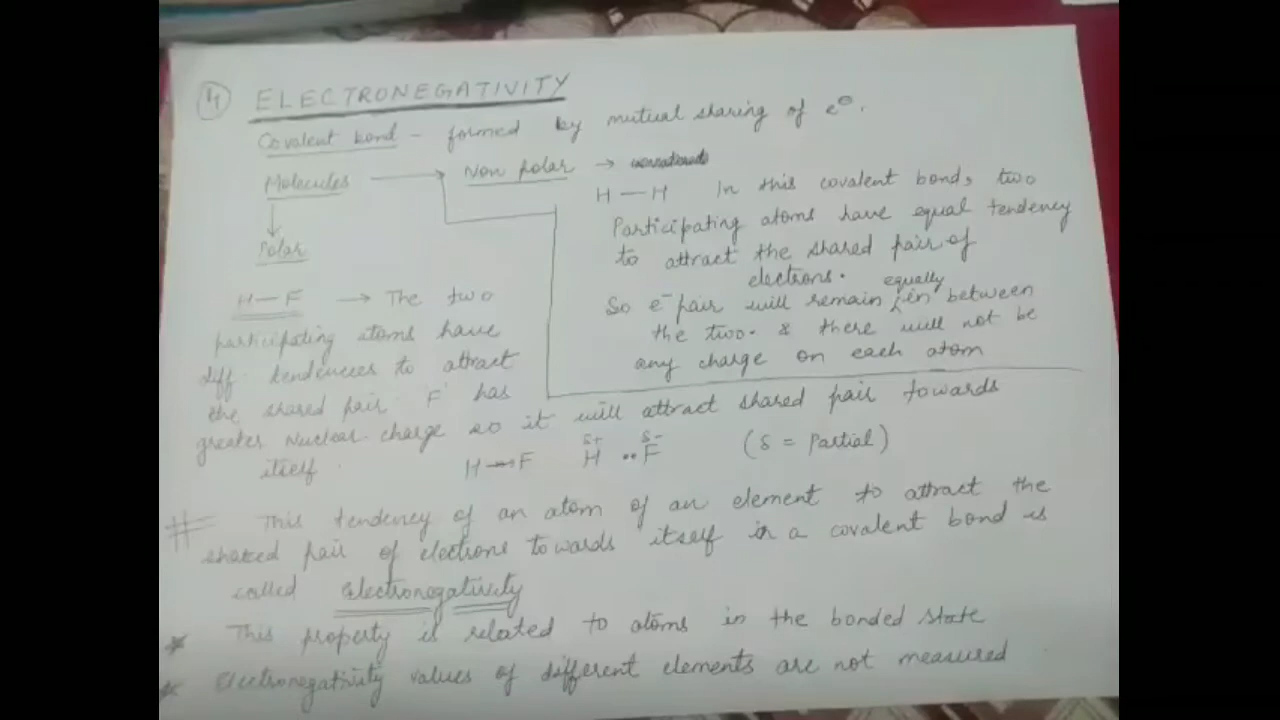 4 ELECTRONEGATIVITY
Covalent bond - formed by mutual sharing of e⊖.
Molecules → Non polar →
↓
Polar
H — H In this covalent bond, two
Participating atoms have equal tendency
to attract the shared pair of
electrons.
equally
So e⁻ pair will remain in between
the two. & there will not be
any charge on each atom
H — F → The two
participating atoms have
diff tendencies to attract
the shared pair. F has
greater Nuclear charge so it will attract shared pair towards
itself.
H — F
δ+ δ-
H •• F (δ = Partial)
# This tendency of an atom of an element to attract the
shared pair of electrons towards itself in a covalent bond is
called Electronegativity
* This property is related to atoms in the bonded state
* Electronegativity values of different elements are not measured